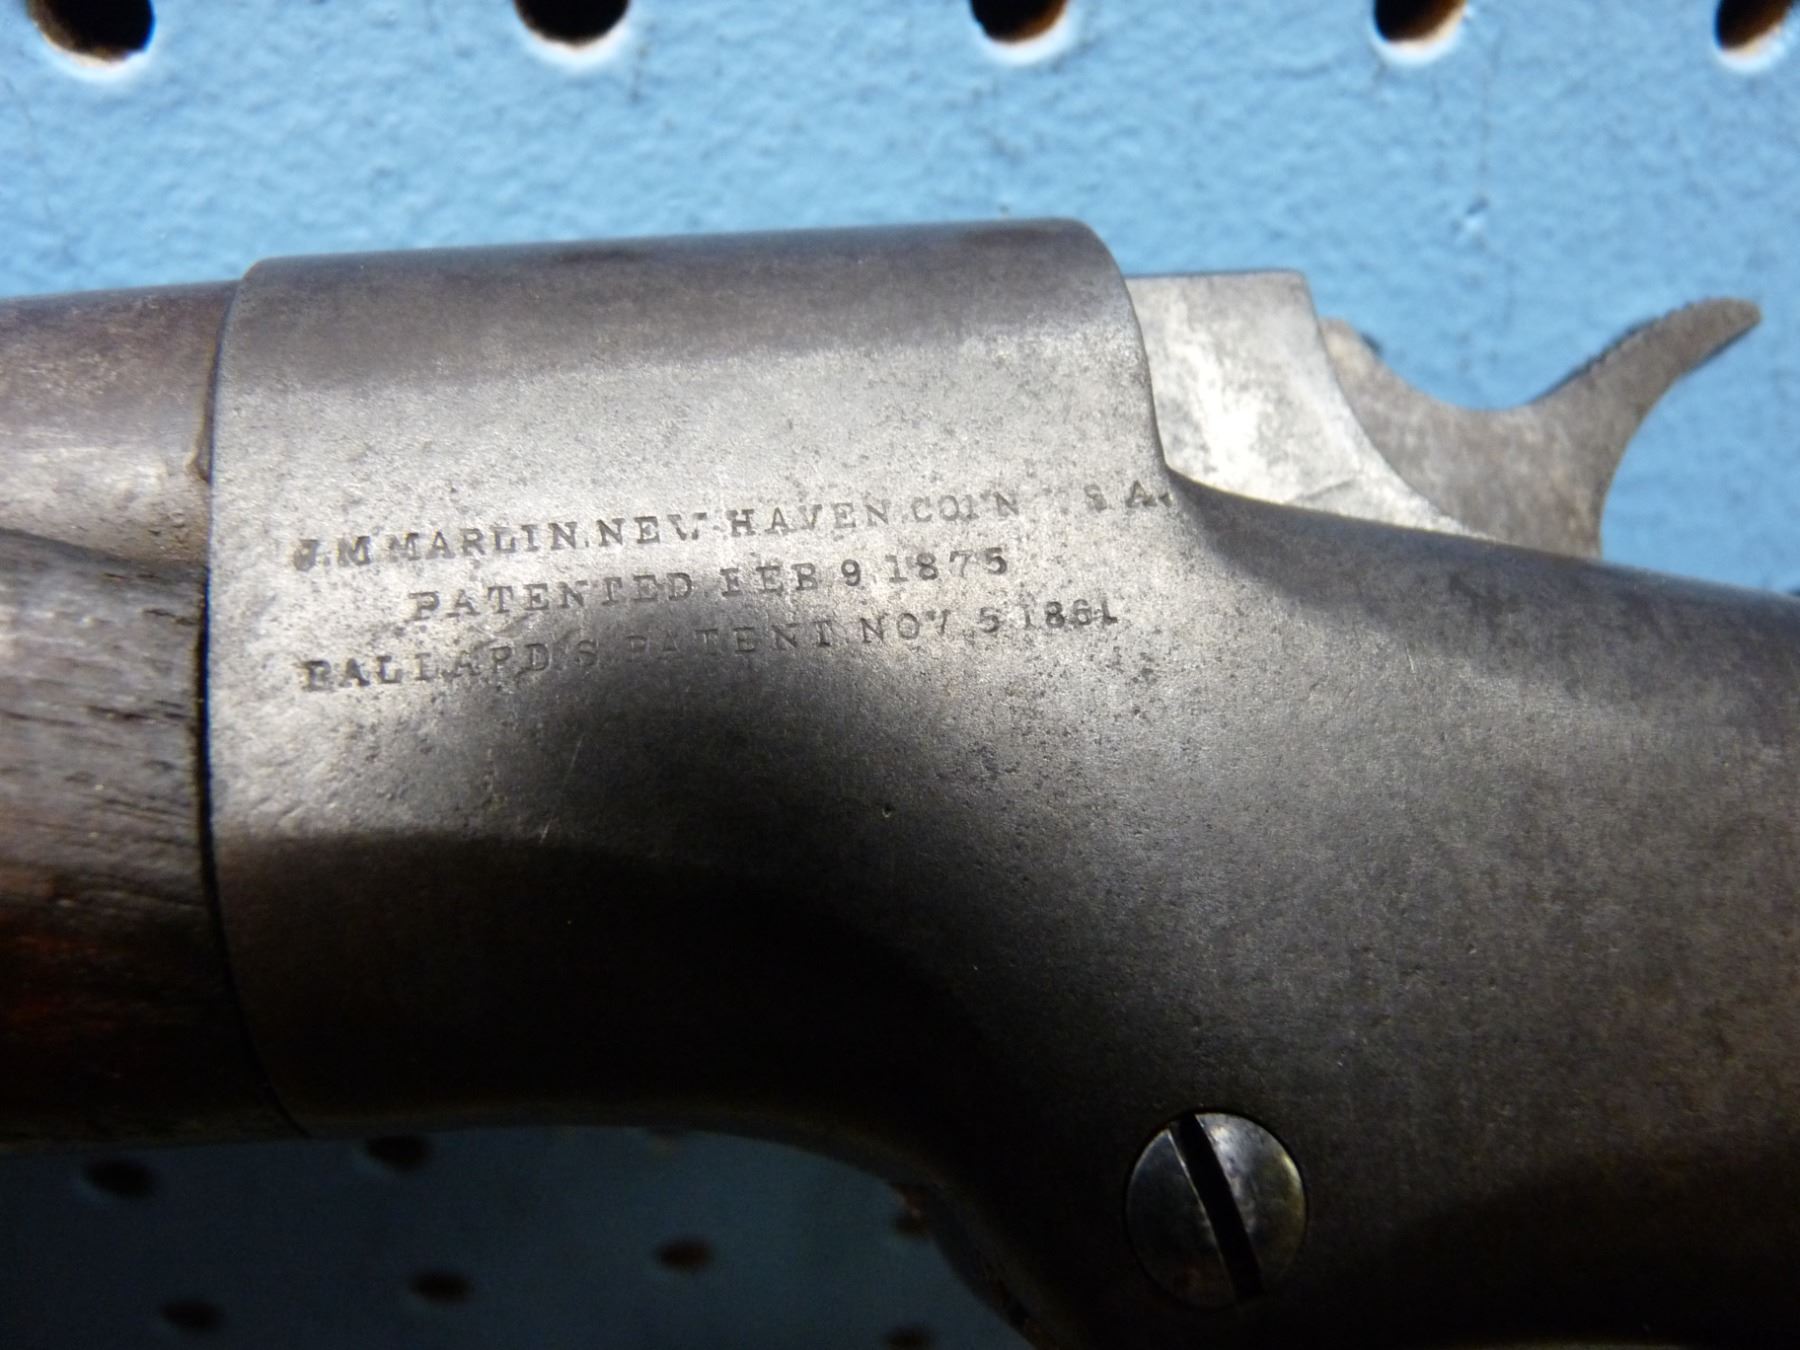 J.M.MARLIN.NEW-HAVEN.CONN U.S.A.
PATENTED FEB.9.1875
BALLARD'S.PATENT.NOV.5.1861